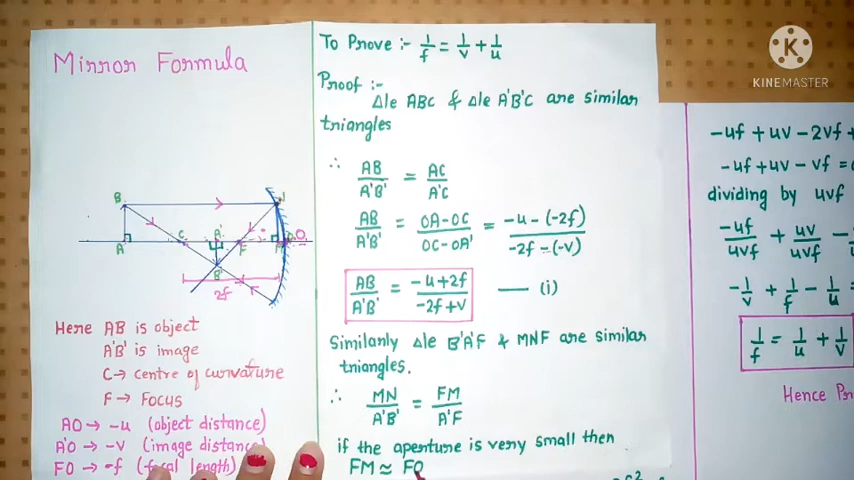 Mirror Formula
B
A
C
A'
F
B'
O
2f
Here AB is object
A'B' is image
C→ centre of curvature
F→ Focus
AO → -u (object distance)
A'O → -v (image distance)
FO → -f (focal length)
To Prove :- 1/f = 1/v + 1/u
Proof :-
Δle ABC & Δle A'B'C are similar
triangles
∴ AB/A'B' = AC/A'C
AB/A'B' = OA-OC/OC-OA' = -u-(-2f)/-2f-(-v)
AB/A'B' = -u+2f/-2f+v —— (i)
Similarly Δle B'A'F & MNF are similar
triangles.
∴ MN/A'B' = FM/A'F
if the aperture is very small then
FM ≈ FO
-uf + uv - 2vf +
-uf + uv - vf =
dividing by uvf
-uf/uvf + uv/uvf -
-1/v + 1/f - 1/u =
1/f = 1/u + 1/v
Hence
K
KINEMASTER